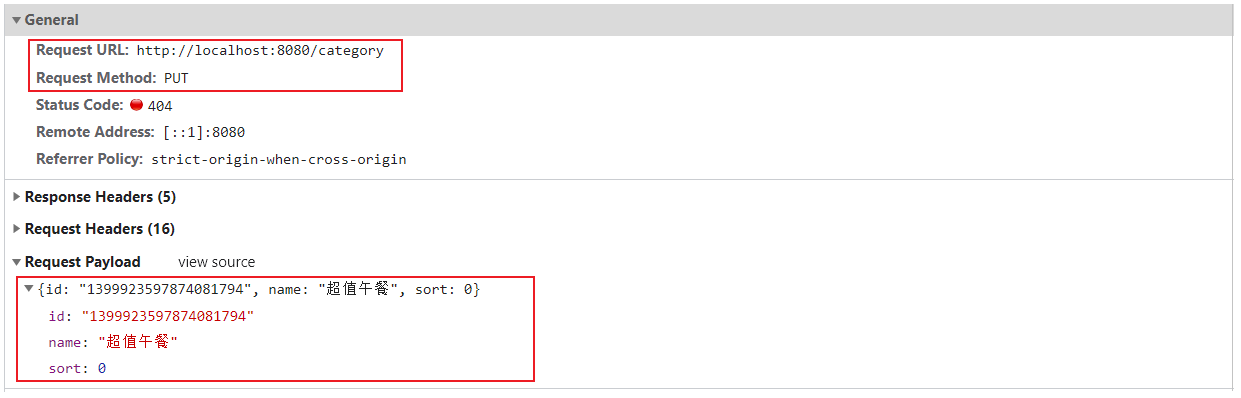 General
Request URL: http://localhost:8080/category
Request Method: PUT
Status Code: 404
Remote Address: [::1]:8080
Referrer Policy: strict-origin-when-cross-origin
Response Headers (5)
Request Headers (16)
Request Payload view source
{id: "1399923597874081794", name: "超值午餐", sort: 0}
id: "1399923597874081794"
name: "超值午餐"
sort: 0